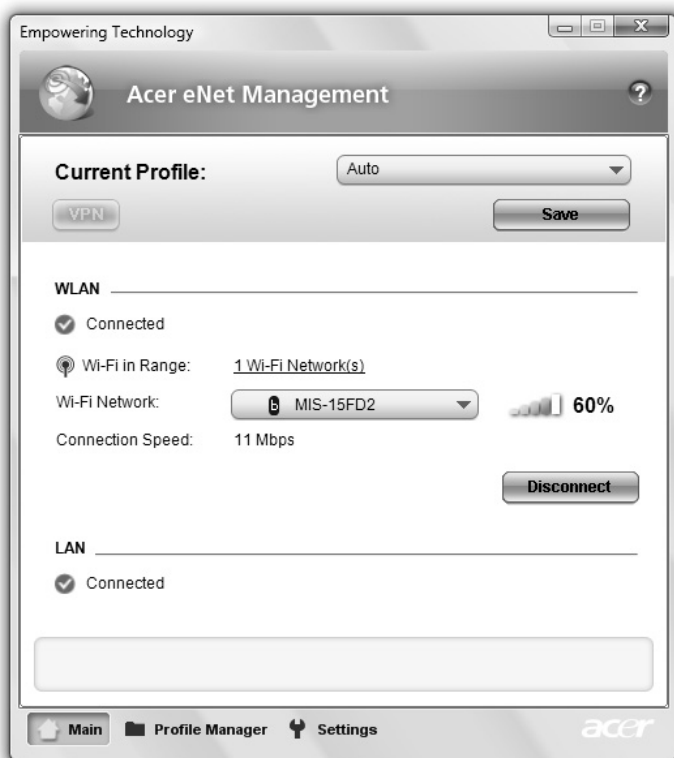 Empowering Technology
Acer eNet Management
?
Current Profile:
Auto
VPN
Save
WLAN
Connected
Wi-Fi in Range: 1 Wi-Fi Network(s)
Wi-Fi Network: b MIS-15FD2 60%
Connection Speed: 11 Mbps
Disconnect
LAN
Connected
Main Profile Manager Settings acer